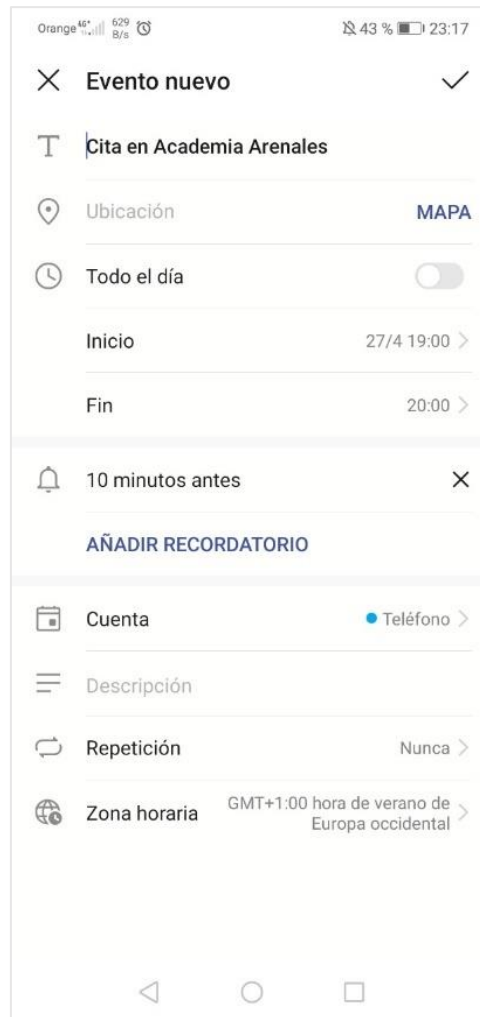 Orange 4G+ 629 B/s 43 % 23:17
Evento nuevo
Cita en Academia Arenales
Ubicación MAPA
Todo el día
Inicio 27/4 19:00
Fin 20:00
10 minutos antes
AÑADIR RECORDATORIO
Cuenta Teléfono
Descripción
Repetición Nunca
Zona horaria GMT+1:00 hora de verano de
Europa occidental